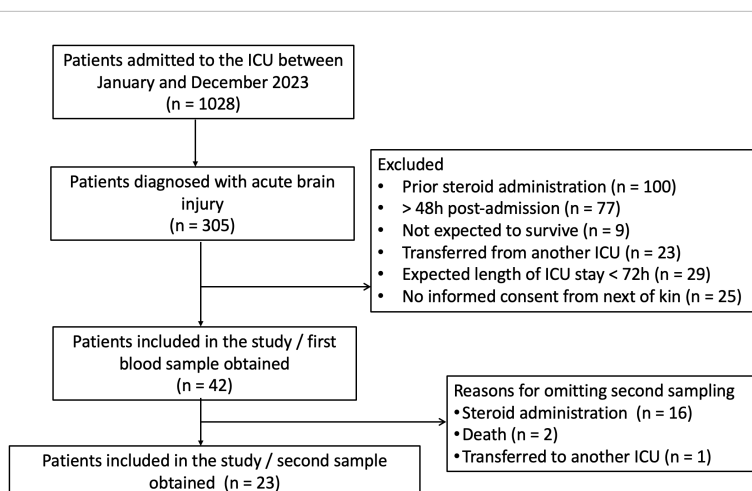 Patients admitted to the ICU between
January and December 2023
(n = 1028)
Patients diagnosed with acute brain
injury
(n = 305)
Excluded
• Prior steroid administration (n = 100)
• > 48h post-admission (n = 77)
• Not expected to survive (n = 9)
• Transferred from another ICU (n = 23)
• Expected length of ICU stay < 72h (n = 29)
• No informed consent from next of kin (n = 25)
Patients included in the study / first
blood sample obtained
(n = 42)
Reasons for omitting second sampling
• Steroid administration (n = 16)
• Death (n = 2)
• Transferred to another ICU (n = 1)
Patients included in the study / second sample
obtained (n = 23)